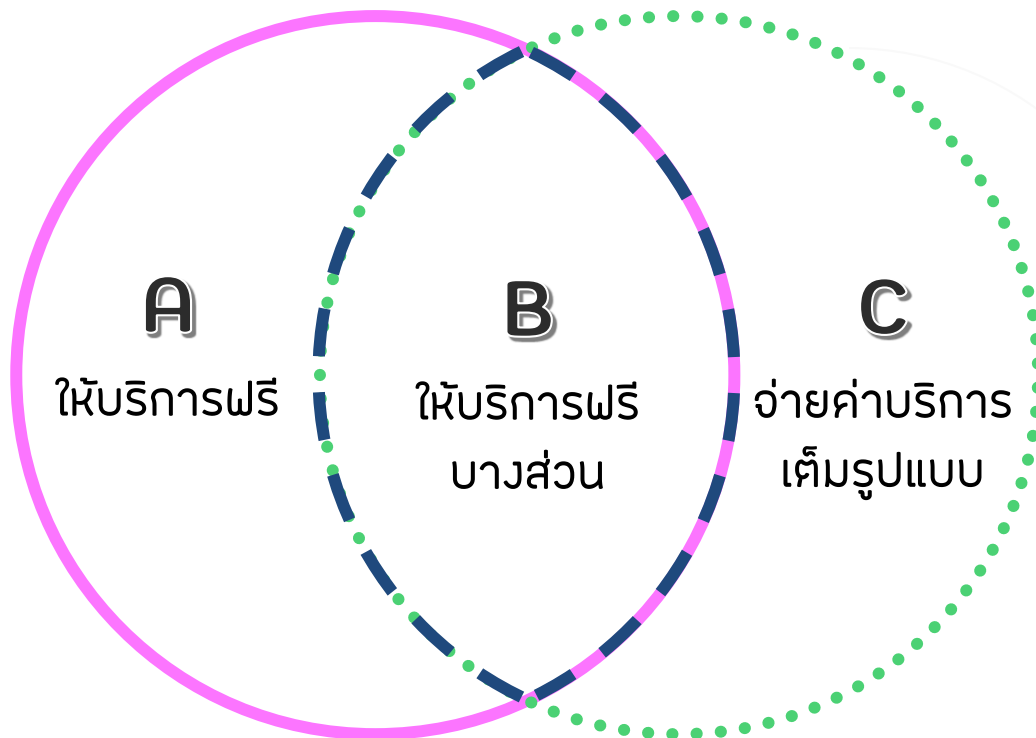 A
ให้บริการฟรี
B
ให้บริการฟรี
บางส่วน
C
จ่ายค่าบริการ
เต็มรูปแบบ